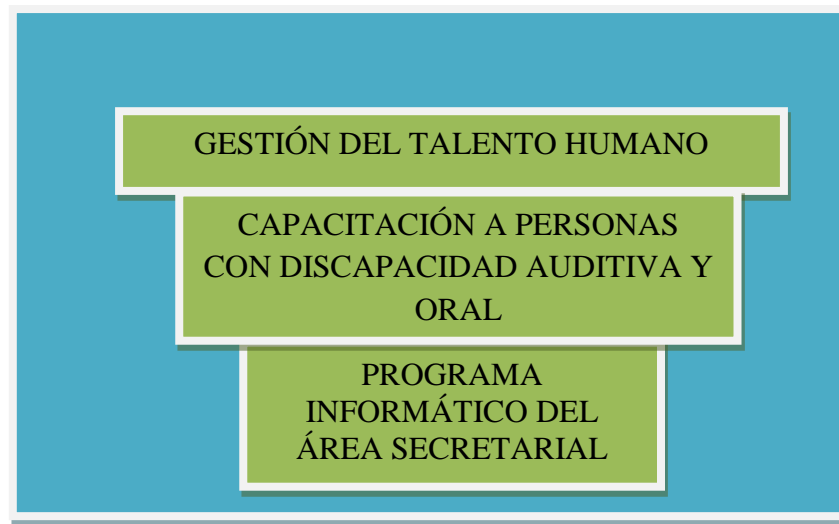 GESTIÓN DEL TALENTO HUMANO
CAPACITACIÓN A PERSONAS
CON DISCAPACIDAD AUDITIVA Y
ORAL
PROGRAMA
INFORMÁTICO DEL
ÁREA SECRETARIAL